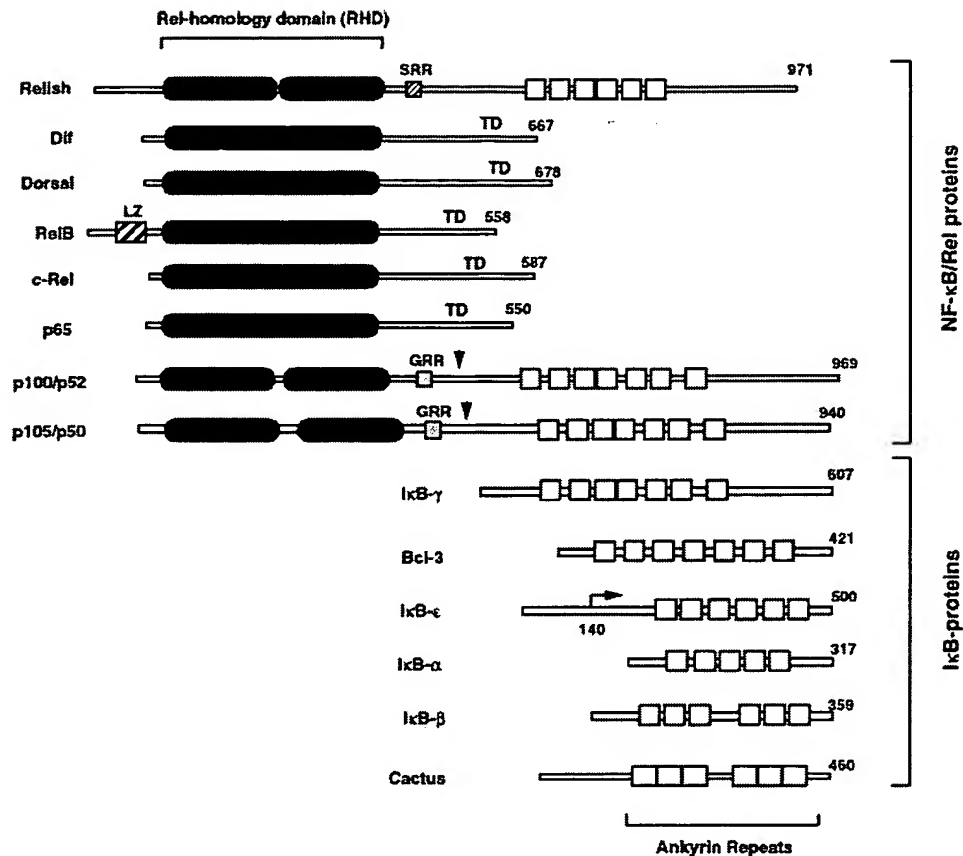 Rel-homology domain (RHD)
Relish SRR 971
Dif TD 667
Dorsal TD 678
LZ
RelB TD 558
c-Rel TD 587
p65 TD 550
p100/p52 GRR 969
p105/p50 GRR 940
NF-κB/Rel proteins
IκB-γ 607
Bcl-3 421
IκB-ε 140 500
IκB-α 317
IκB-β 359
Cactus 460
IκB-proteins
Ankyrin Repeats